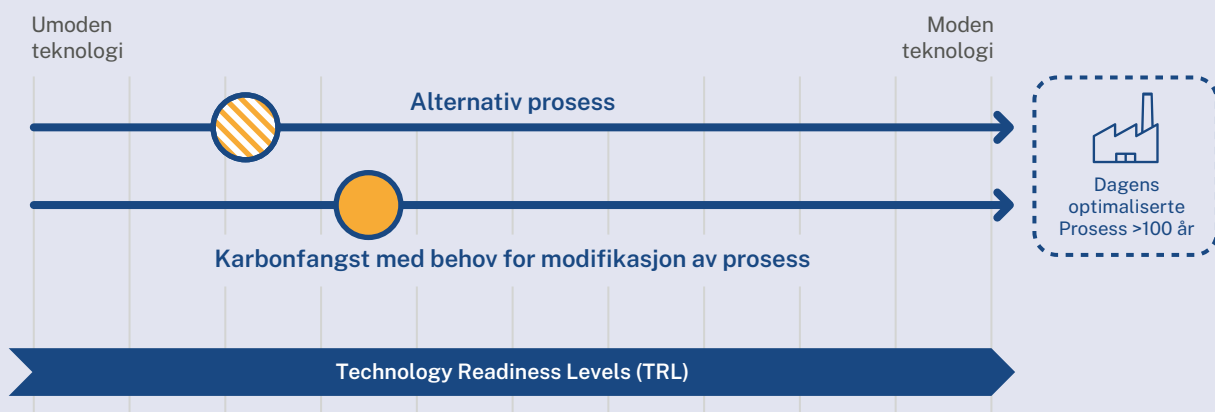 Umoden
teknologi
Moden
teknologi
Alternativ prosess
Karbonfangst med behov for modifikasjon av prosess
Dagens
optimaliserte
Prosess >100 år
Technology Readiness Levels (TRL)